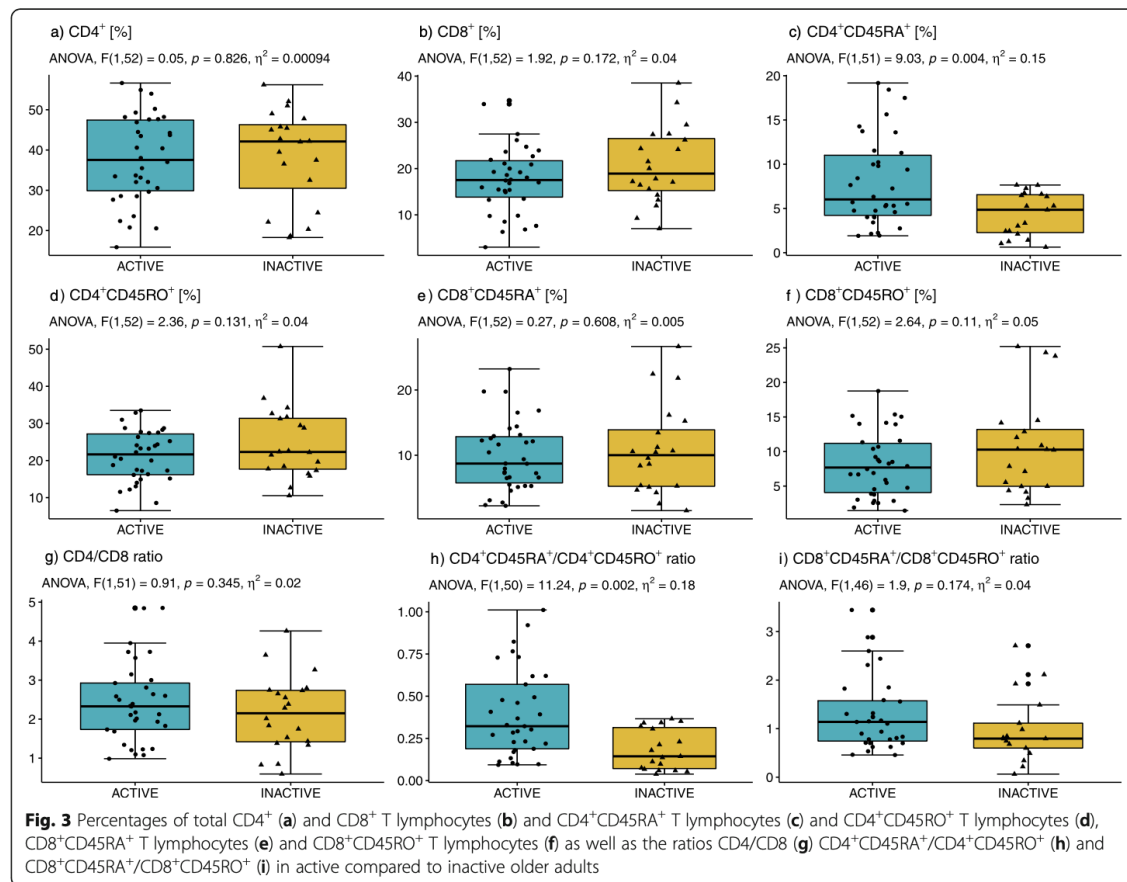 a) CD4⁺ [%]
ANOVA, F(1,52) = 0.05, p = 0.826, η² = 0.00094
50
40
30
20
ACTIVE INACTIVE
b) CD8⁺ [%]
ANOVA, F(1,52) = 1.92, p = 0.172, η² = 0.04
40
30
20
10
ACTIVE INACTIVE
c) CD4⁺CD45RA⁺ [%]
ANOVA, F(1,51) = 9.03, p = 0.004, η² = 0.15
20
15
10
5
0
ACTIVE INACTIVE
d) CD4⁺CD45RO⁺ [%]
ANOVA, F(1,52) = 2.36, p = 0.131, η² = 0.04
50
40
30
20
10
ACTIVE INACTIVE
e) CD8⁺CD45RA⁺ [%]
ANOVA, F(1,52) = 0.27, p = 0.608, η² = 0.005
20
10
ACTIVE INACTIVE
f ) CD8⁺CD45RO⁺ [%]
ANOVA, F(1,52) = 2.64, p = 0.11, η² = 0.05
25
20
15
10
5
ACTIVE INACTIVE
g) CD4/CD8 ratio
ANOVA, F(1,51) = 0.91, p = 0.345, η² = 0.02
5
4
3
2
1
ACTIVE INACTIVE
h) CD4⁺CD45RA⁺/CD4⁺CD45RO⁺ ratio
ANOVA, F(1,50) = 11.24, p = 0.002, η² = 0.18
1.00
0.75
0.50
0.25
0.00
ACTIVE INACTIVE
i) CD8⁺CD45RA⁺/CD8⁺CD45RO⁺ ratio
ANOVA, F(1,46) = 1.9, p = 0.174, η² = 0.04
3
2
1
0
ACTIVE INACTIVE
Fig. 3 Percentages of total CD4⁺ (a) and CD8⁺ T lymphocytes (b) and CD4⁺CD45RA⁺ T lymphocytes (c) and CD4⁺CD45RO⁺ T lymphocytes (d),
CD8⁺CD45RA⁺ T lymphocytes (e) and CD8⁺CD45RO⁺ T lymphocytes (f) as well as the ratios CD4/CD8 (g) CD4⁺CD45RA⁺/CD4⁺CD45RO⁺ (h) and
CD8⁺CD45RA⁺/CD8⁺CD45RO⁺ (i) in active compared to inactive older adults